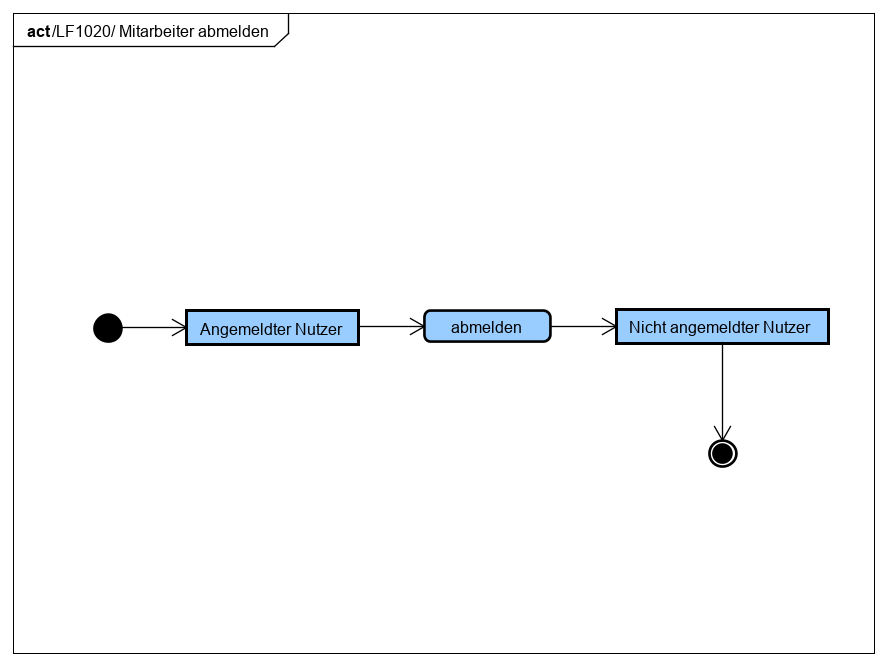 act/LF1020/ Mitarbeiter abmelden
Angemeldter Nutzer
abmelden
Nicht angemeldter Nutzer